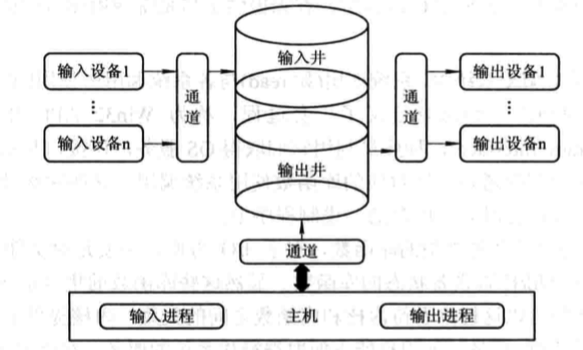 输入设备1
⋮
输入设备n
通道
输入井
输出井
通道
输出设备1
⋮
输出设备n
通道
输入进程 主机 输出进程